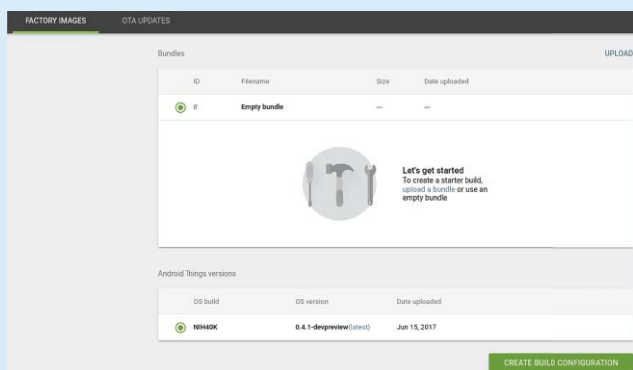 FACTORY IMAGES OTA UPDATES
Bundles UPLOAD
ID Filename Size Date uploaded
0 Empty bundle — —
Let's get started
To create a starter build,
upload a bundle or use an
empty bundle
Android Things versions
OS build OS version Date uploaded
NIH40K 0.4.1-devpreview(latest) Jun 15, 2017
CREATE BUILD CONFIGURATION